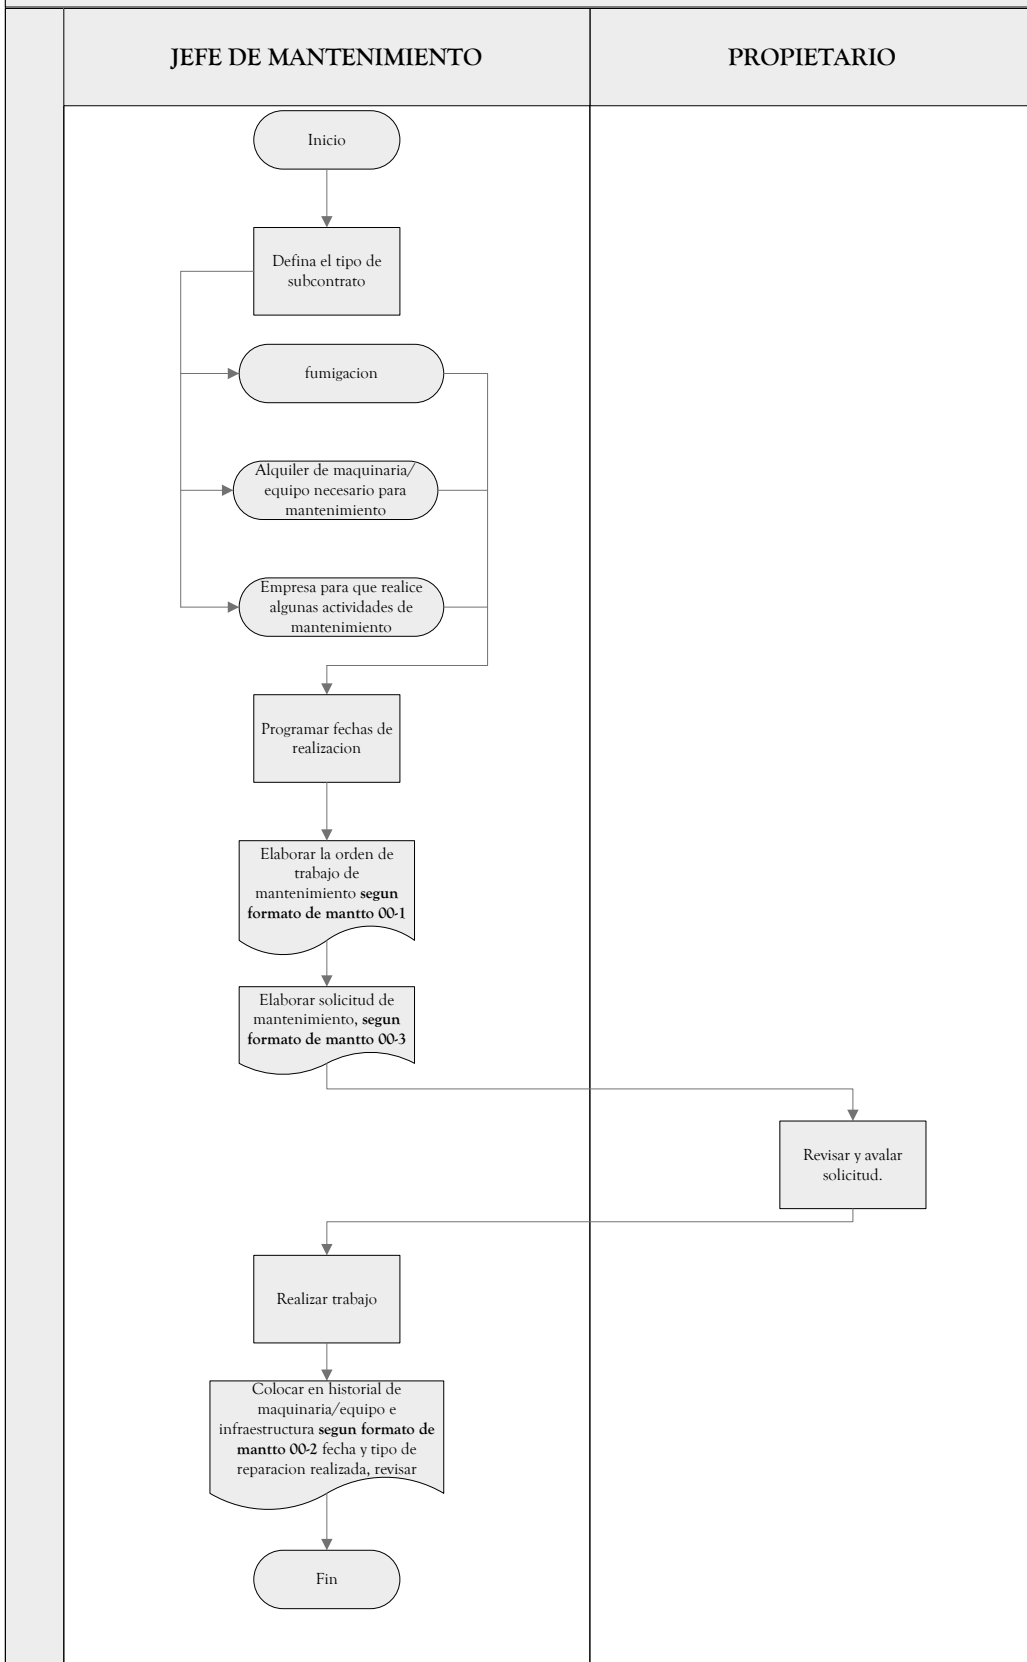 JEFE DE MANTENIMIENTO
PROPIETARIO
Inicio
Defina el tipo de
subcontrato
fumigacion
Alquiler de maquinaria/
equipo necesario para
mantenimiento
Empresa para que realice
algunas actividades de
mantenimiento
Programar fechas de
realizacion
Elaborar la orden de
trabajo de
mantenimiento segun
formato de mantto 00-1
Elaborar solicitud de
mantenimiento, segun
formato de mantto 00-3
Revisar y avalar
solicitud.
Realizar trabajo
Colocar en historial de
maquinaria/equipo e
infraestructura segun formato de
mantto 00-2 fecha y tipo de
reparacion realizada, revisar
Fin